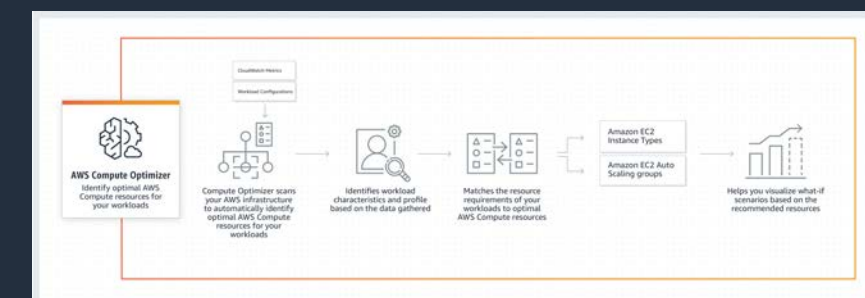 CloudWatch Metrics
Workload Configurations
AWS Compute Optimizer
Identify optimal AWS
Compute resources for
your workloads
Compute Optimizer scans
your AWS infrastructure
to automatically identify
optimal AWS Compute
resources for your
workloads
Identifies workload
characteristics and profile
based on the data gathered
Matches the resource
requirements of your
workloads to optimal
AWS Compute resources
Amazon EC2
Instance Types
Amazon EC2 Auto
Scaling groups
Helps you visualize what-if
scenarios based on the
recommended resources